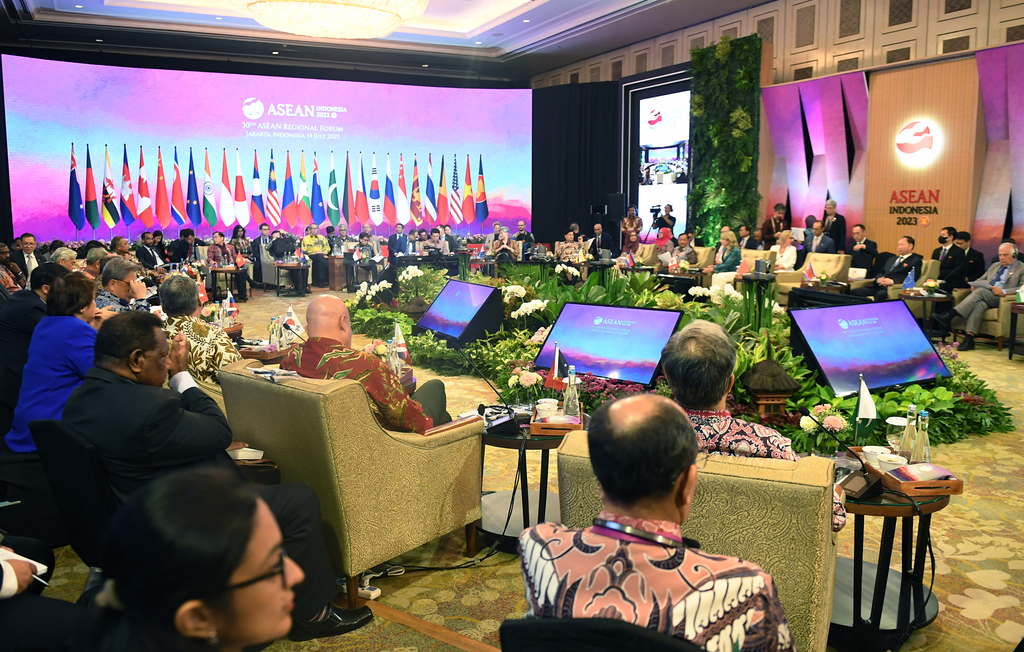 ASEAN INDONESIA 2023
30TH ASEAN REGIONAL FORUM
JAKARTA, INDONESIA, 14 JULY 2023
ASEAN
INDONESIA
2023